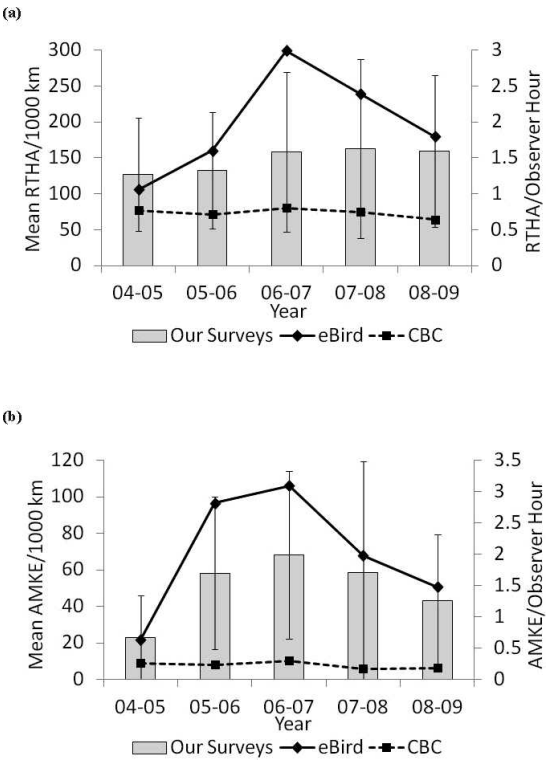 (a)
Mean RTHA/1000 km
300
250
200
150
100
50
0
3
2.5
2
1.5
1
0.5
0
RTHA/Observer Hour
04-05 05-06 06-07 07-08 08-09
Year
Our Surveys eBird CBC
(b)
Mean AMKE/1000 km
120
100
80
60
40
20
0
3.5
3
2.5
2
1.5
1
0.5
0
AMKE/Observer Hour
04-05 05-06 06-07 07-08 08-09
Year
Our Surveys eBird CBC